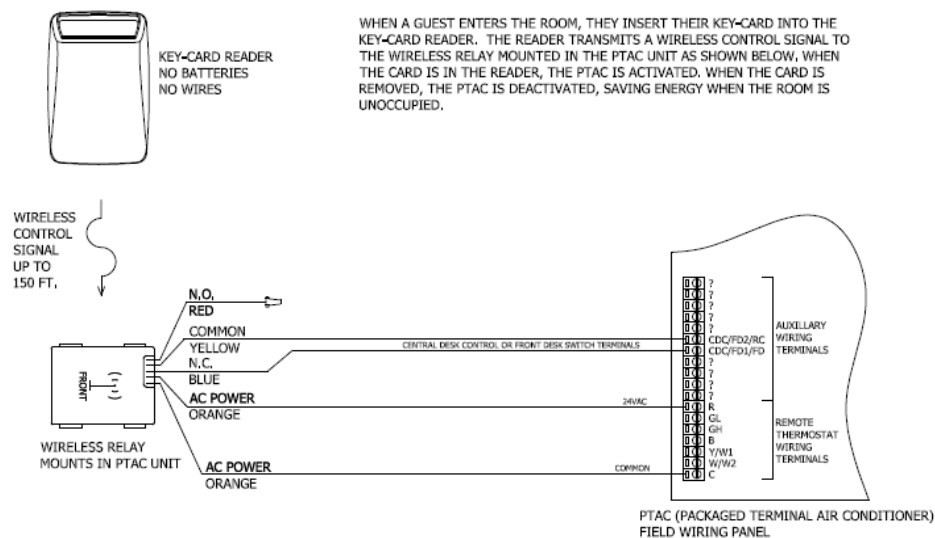 WHEN A GUEST ENTERS THE ROOM, THEY INSERT THEIR KEY-CARD INTO THE
KEY-CARD READER. THE READER TRANSMITS A WIRELESS CONTROL SIGNAL TO
THE WIRELESS RELAY MOUNTED IN THE PTAC UNIT AS SHOWN BELOW. WHEN
THE CARD IS IN THE READER, THE PTAC IS ACTIVATED. WHEN THE CARD IS
REMOVED, THE PTAC IS DEACTIVATED, SAVING ENERGY WHEN THE ROOM IS
UNOCCUPIED.
KEY-CARD READER
NO BATTERIES
NO WIRES
WIRELESS
CONTROL
SIGNAL
UP TO
150 FT.
N.O.
RED
COMMON
YELLOW
N.C.
BLUE
AC POWER
ORANGE
AC POWER
ORANGE
FRONT
WIRELESS RELAY
MOUNTS IN PTAC UNIT
CENTRAL DESK CONTROL OR FRONT DESK SWITCH TERMINALS
24VAC
COMMON
?
?
?
?
?
CDC/FD2/RC
CDC/FD1/FD
?
?
?
?
R
GL
GH
B
Y/W1
W/W2
C
AUXILLARY
WIRING
TERMINALS
REMOTE
THERMOSTAT
WIRING
TERMINALS
PTAC (PACKAGED TERMINAL AIR CONDITIONER)
FIELD WIRING PANEL